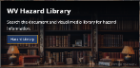 WV Hazard Library
Search the document and visual media library for hazard
information.